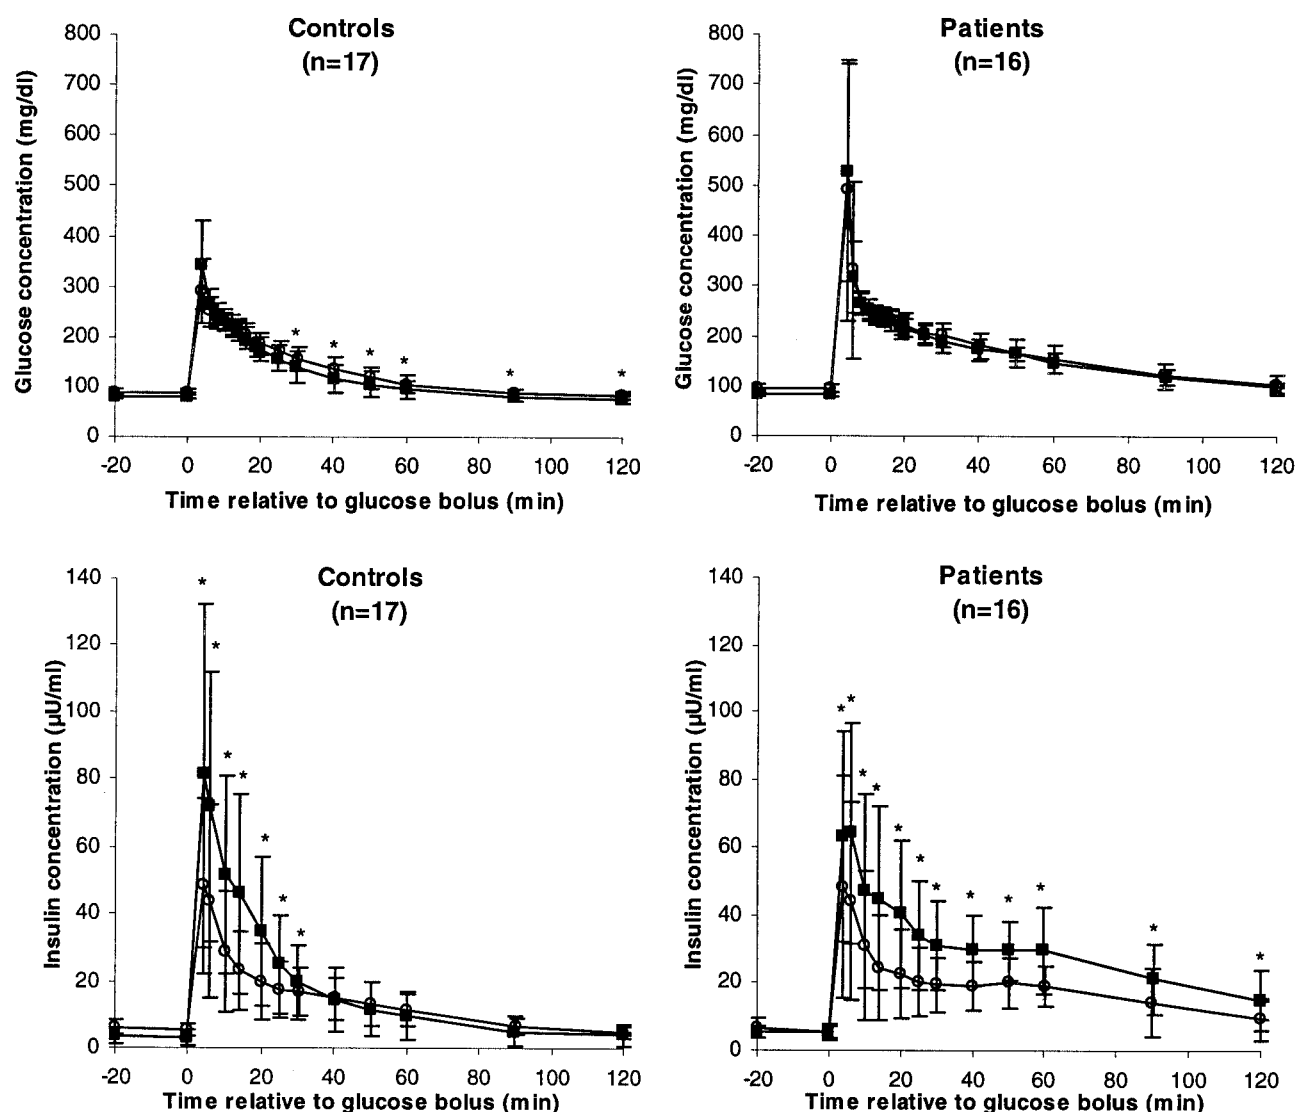 Controls
(n=17)
Glucose concentration (mg/dl)
800
700
600
500
400
300
200
100
0
* * * * * *
-20 0 20 40 60 80 100 120
Time relative to glucose bolus (min)
Patients
(n=16)
Glucose concentration (mg/dl)
800
700
600
500
400
300
200
100
0
-20 0 20 40 60 80 100 120
Time relative to glucose bolus (min)
Controls
(n=17)
Insulin concentration (µU/ml)
140
120
100
80
60
40
20
0
* * * * * * *
-20 0 20 40 60 80 100 120
Time relative to glucose bolus (min)
Patients
(n=16)
Insulin concentration (µU/ml)
140
120
100
80
60
40
20
0
* * * * * * * * * * * *
-20 0 20 40 60 80 100 120
Time relative to glucose bolus (min)